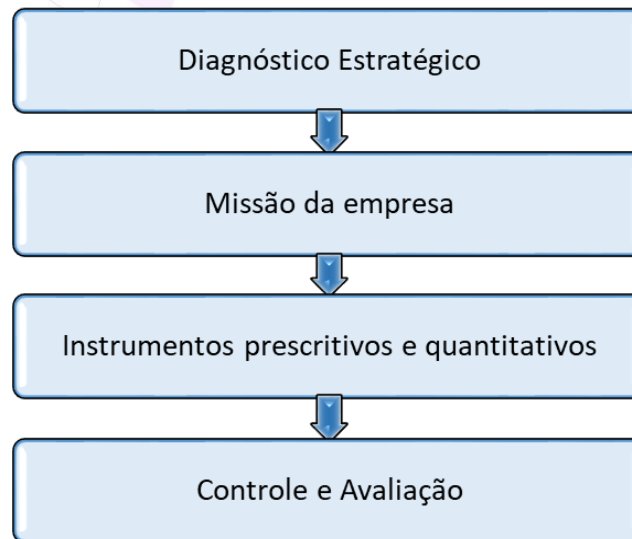 Diagnóstico Estratégico
Missão da empresa
Instrumentos prescritivos e quantitativos
Controle e Avaliação